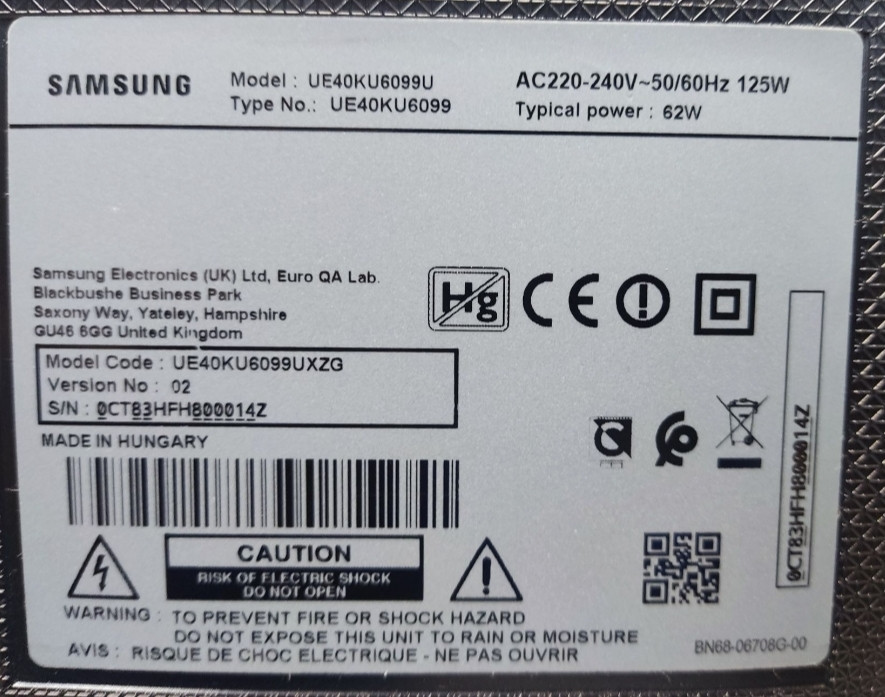 SAMSUNG
Model : UE40KU6099U
Type No.: UE40KU6099
AC220-240V~50/60Hz 125W
Typical power : 62W
Samsung Electronics (UK) Ltd, Euro QA Lab.
Blackbushe Business Park
Saxony Way, Yateley, Hampshire
GU46 6GG United Kingdom
Hg
CE
Model Code : UE40KU6099UXZG
Version No : 02
S/N : 0CT83HFH800014Z
MADE IN HUNGARY
0CT83HFH800014Z
CAUTION
RISK OF ELECTRIC SHOCK
DO NOT OPEN
WARNING : TO PREVENT FIRE OR SHOCK HAZARD
DO NOT EXPOSE THIS UNIT TO RAIN OR MOISTURE
AVIS : RISQUE DE CHOC ELECTRIQUE - NE PAS OUVRIR
BN68-06708G-00